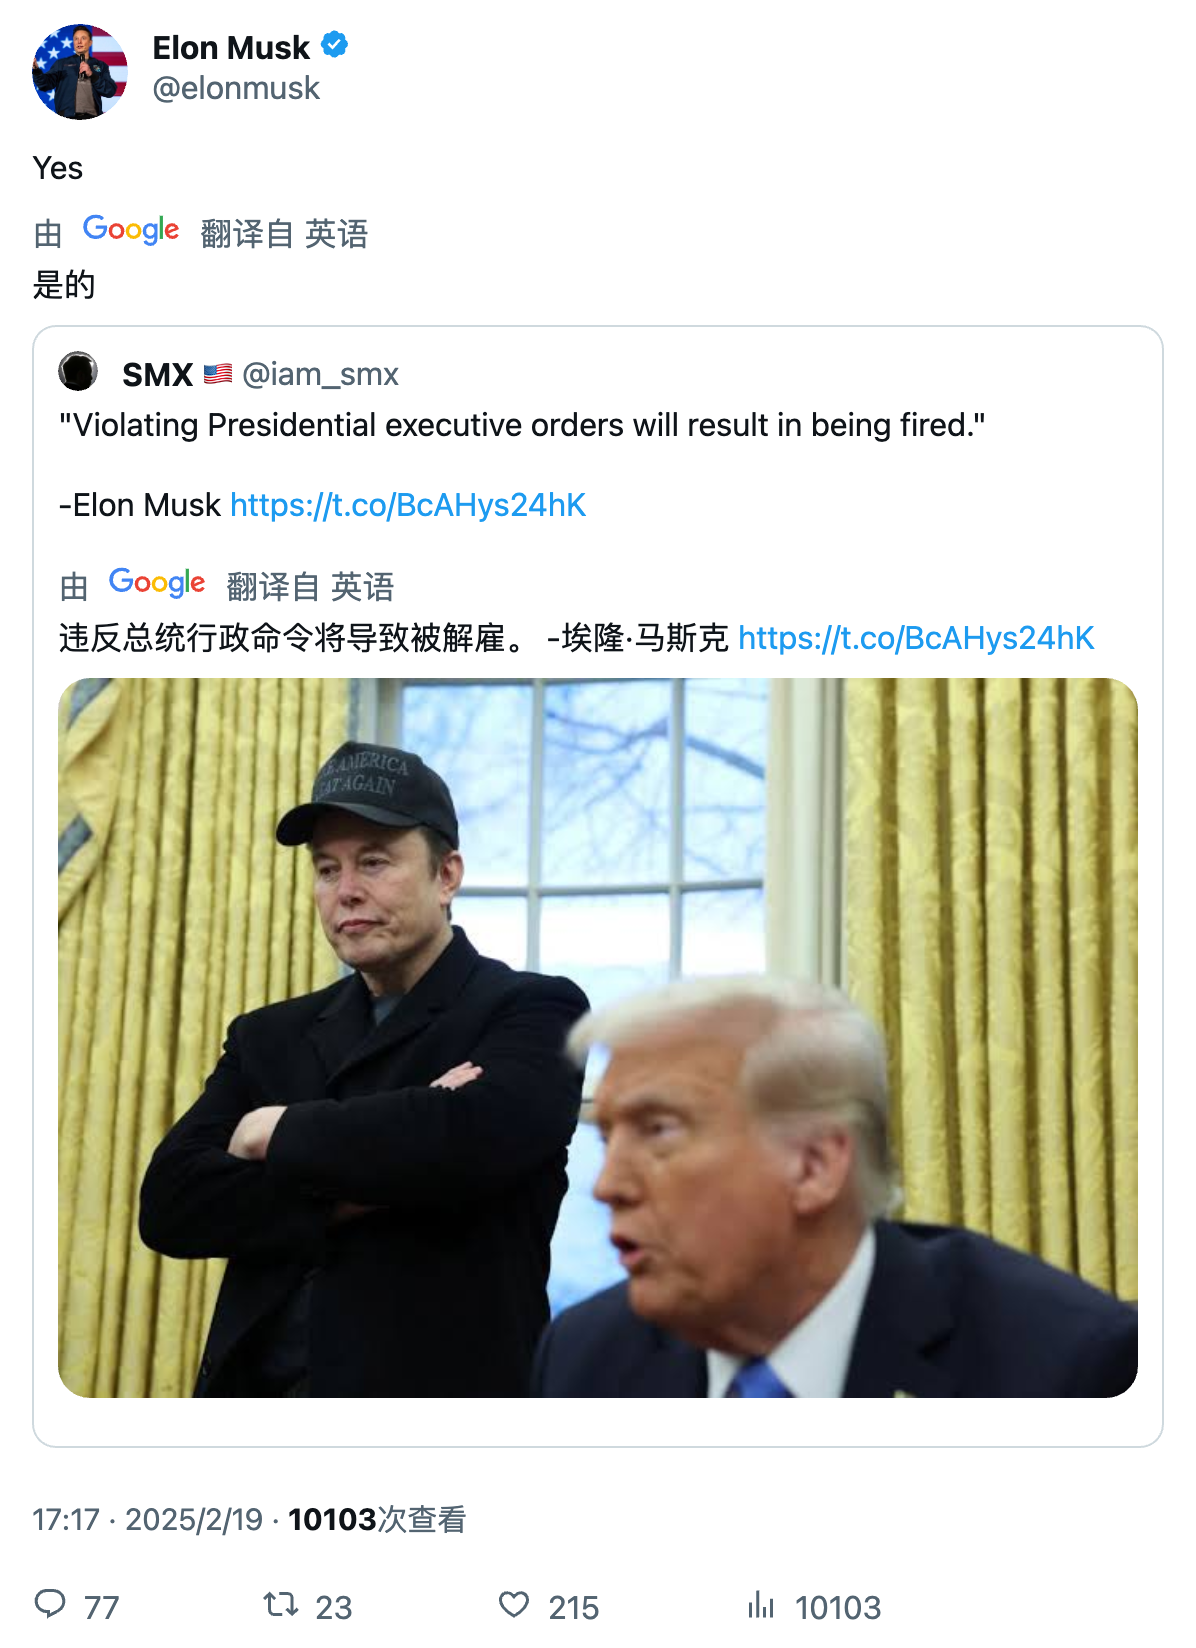 Elon Musk
@elonmusk
Yes
由 Google 翻译自 英语
是的
SMX 🇺🇸 @iam_smx
"Violating Presidential executive orders will result in being fired."
-Elon Musk https://t.co/BcAHys24hK
由 Google 翻译自 英语
违反总统行政命令将导致被解雇。 -埃隆·马斯克 https://t.co/BcAHys24hK
AMERICA
AGAIN
17:17 · 2025/2/19 · 10103次查看
77 23 215 10103